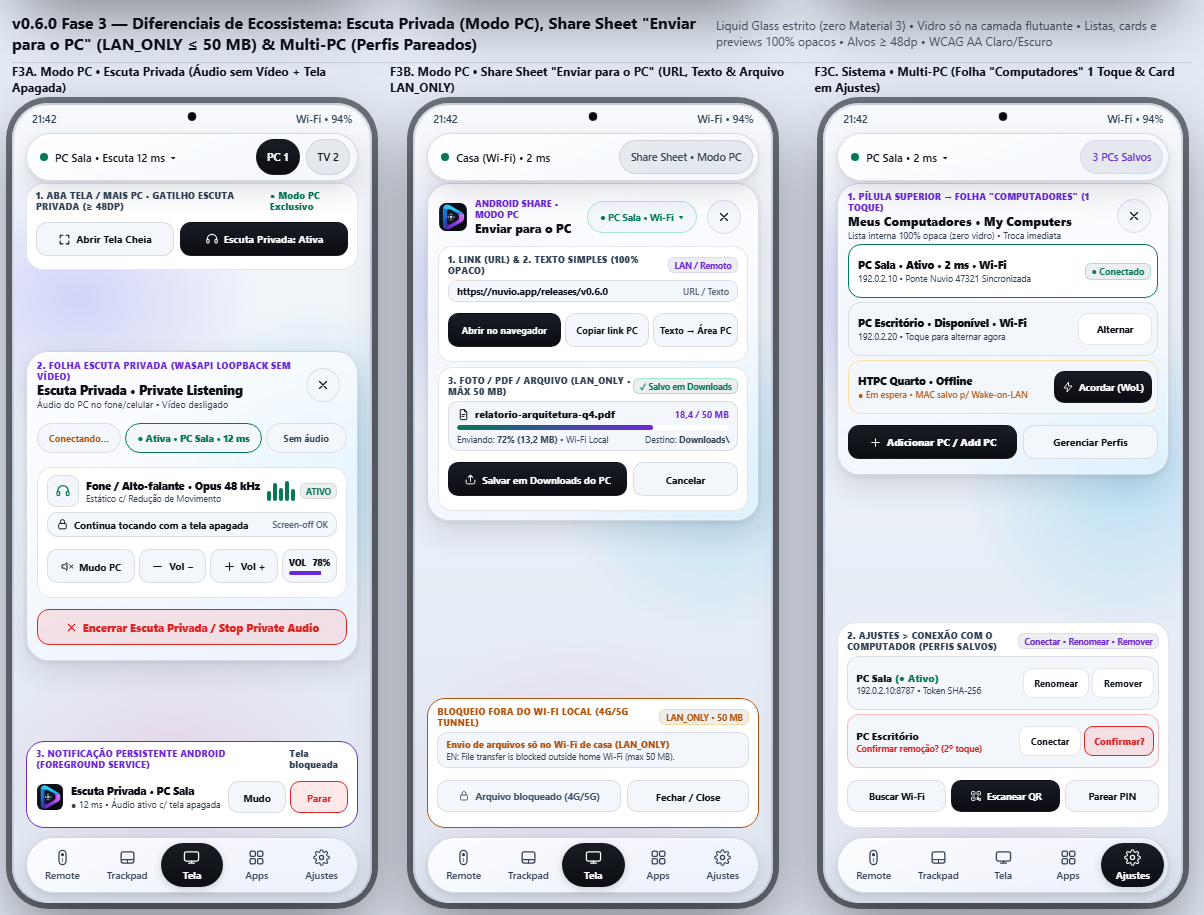 v0.6.0 Fase 3 — Diferenciais de Ecossistema: Escuta Privada (Modo PC), Share Sheet "Enviar
para o PC" (LAN_ONLY ≤ 50 MB) & Multi-PC (Perfis Pareados)
Liquid Glass estrito (zero Material 3) • Vidro só na camada flutuante • Listas, cards e
previews 100% opacos • Alvos ≥ 48dp • WCAG AA Claro/Escuro
F3A. Modo PC • Escuta Privada (Áudio sem Vídeo + Tela
Apagada)
21:42
Wi-Fi • 94%
PC Sala • Escuta 12 ms
PC 1
TV 2
1. ABA TELA / MAIS PC • GATILHO ESCUTA
PRIVADA (≥ 48DP)
• Modo PC
Exclusivo
Abrir Tela Cheia
Escuta Privada: Ativa
2. FOLHA ESCUTA PRIVADA (WASAPI LOOPBACK SEM
VÍDEO)
Escuta Privada • Private Listening
Áudio do PC no fone/celular • Vídeo desligado
Conectando...
• Ativa • PC Sala • 12 ms
Sem áudio
Fone / Alto-falante • Opus 48 kHz
Estático c/ Redução de Movimento
ATIVO
Continua tocando com a tela apagada
Screen-off OK
Mudo PC
Vol −
Vol +
VOL 78%
Encerrar Escuta Privada / Stop Private Audio
3. NOTIFICAÇÃO PERSISTENTE ANDROID
(FOREGROUND SERVICE)
Tela
bloqueada
Escuta Privada • PC Sala
• 12 ms • Áudio ativo c/ tela apagada
Mudo
Parar
Remote
Trackpad
Tela
Apps
Ajustes
F3B. Modo PC • Share Sheet "Enviar para o PC" (URL, Texto & Arquivo
LAN_ONLY)
21:42
Wi-Fi • 94%
Casa (Wi-Fi) • 2 ms
Share Sheet • Modo PC
ANDROID SHARE •
MODO PC
Enviar para o PC
• PC Sala • Wi-Fi
1. LINK (URL) & 2. TEXTO SIMPLES (100%
OPACO)
LAN / Remoto
https://nuvio.app/releases/v0.6.0
URL / Texto
Abrir no navegador
Copiar link PC
Texto → Área PC
3. FOTO / PDF / ARQUIVO (LAN_ONLY •
MÁX 50 MB)
✓ Salvo em Downloads
relatorio-arquitetura-q4.pdf
18,4 / 50 MB
Enviando: 72% (13,2 MB) • Wi-Fi Local
Destino: Downloads\
Salvar em Downloads do PC
Cancelar
BLOQUEIO FORA DO WI-FI LOCAL (4G/5G
TUNNEL)
LAN_ONLY • 50 MB
Envio de arquivos só no Wi-Fi de casa (LAN_ONLY)
EN: File transfer is blocked outside home Wi-Fi (max 50 MB).
Arquivo bloqueado (4G/5G)
Fechar / Close
Remote
Trackpad
Tela
Apps
Ajustes
F3C. Sistema • Multi-PC (Folha "Computadores" 1 Toque & Card
em Ajustes)
21:42
Wi-Fi • 94%
PC Sala • 2 ms
3 PCs Salvos
1. PÍLULA SUPERIOR → FOLHA "COMPUTADORES" (1
TOQUE)
Meus Computadores • My Computers
Lista interna 100% opaca (zero vidro) • Troca imediata
PC Sala • Ativo • 2 ms • Wi-Fi
192.0.2.10 • Ponte Nuvio 47321 Sincronizada
• Conectado
PC Escritório • Disponível • Wi-Fi
192.0.2.20 • Toque para alternar agora
Alternar
HTPC Quarto • Offline
• Em espera • MAC salvo p/ Wake-on-LAN
Acordar (WoL)
Adicionar PC / Add PC
Gerenciar Perfis
2. AJUSTES > CONEXÃO COM O
COMPUTADOR (PERFIS SALVOS)
Conectar • Renomear • Remover
PC Sala (• Ativo)
192.0.2.10:8787 • Token SHA-256
Renomear
Remover
PC Escritório
Confirmar remoção? (2º toque)
Conectar
Confirmar?
Buscar Wi-Fi
Escanear QR
Parear PIN
Remote
Trackpad
Tela
Apps
Ajustes